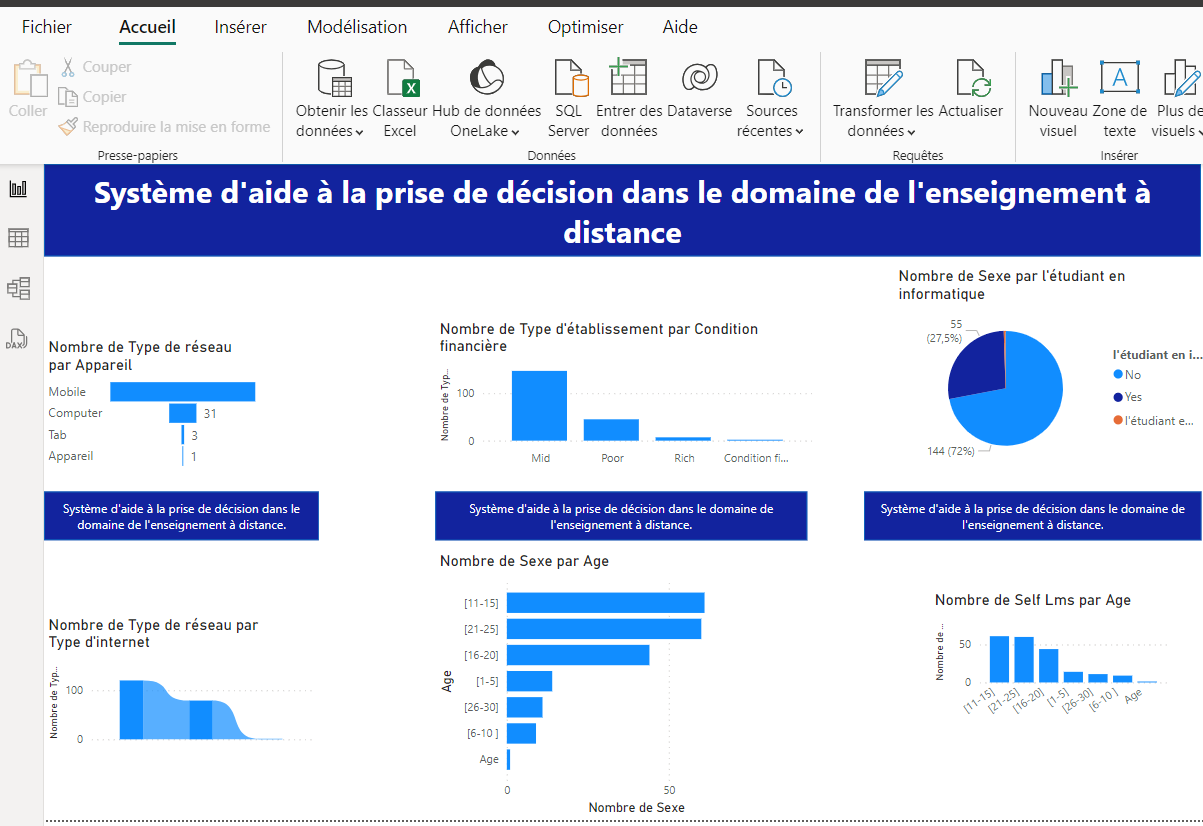 Fichier Accueil Insérer Modélisation Afficher Optimiser Aide
Coller
Couper
Copier
Reproduire la mise en forme
Presse-papiers
Obtenir les
données
Classeur
Excel
Hub de données
OneLake
SQL
Server
Entrer des
données
Dataverse
Sources
récentes
Données
Transformer les
données
Actualiser
Requêtes
Nouveau
visuel
Zone de
texte
A
Plus de
visuels
Insérer
DAX
Système d'aide à la prise de décision dans le domaine de l'enseignement à
distance
Nombre de Type de réseau
par Appareil
Mobile
Computer 31
Tab 3
Appareil 1
Nombre de Type d'établissement par Condition
financière
Nombre de Typ...
100
0
Mid Poor Rich Condition fi...
Nombre de Sexe par l'étudiant en
informatique
55
(27,5%)
144 (72%)
l'étudiant en i...
No
Yes
l'étudiant e...
Système d'aide à la prise de décision dans le
domaine de l'enseignement à distance.
Système d'aide à la prise de décision dans le domaine de
l'enseignement à distance.
Système d'aide à la prise de décision dans le domaine de
l'enseignement à distance.
Nombre de Type de réseau par
Type d'internet
Nombre de Typ...
100
0
Nombre de Sexe par Age
Age
[11-15]
[21-25]
[16-20]
[1-5]
[26-30]
[6-10 ]
Age
0 50
Nombre de Sexe
Nombre de Self Lms par Age
Nombre de...
50
0
[11-15] [21-25] [16-20] [1-5] [26-30] [6-10 ] Age